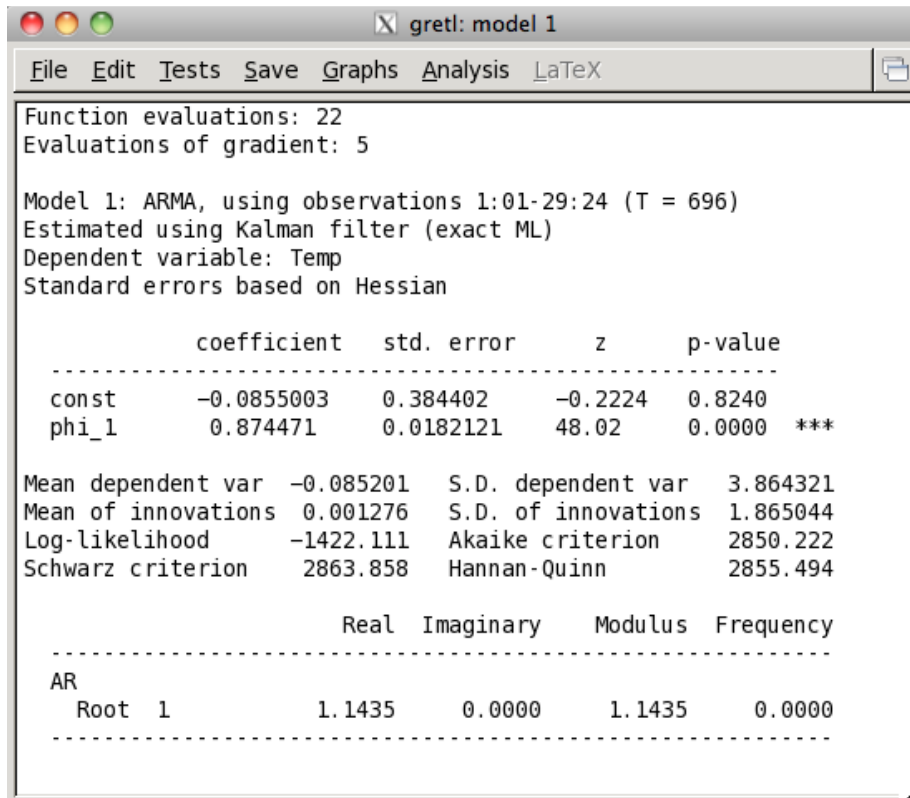 X gretl: model 1
File Edit Tests Save Graphs Analysis LaTeX
Function evaluations: 22
Evaluations of gradient: 5
Model 1: ARMA, using observations 1:01-29:24 (T = 696)
Estimated using Kalman filter (exact ML)
Dependent variable: Temp
Standard errors based on Hessian
coefficient std. error z p-value
-----------------------------------------------------------
const −0.0855003 0.384402 −0.2224 0.8240
phi_1 0.874471 0.0182121 48.02 0.0000 ***
Mean dependent var −0.085201 S.D. dependent var 3.864321
Mean of innovations 0.001276 S.D. of innovations 1.865044
Log-likelihood −1422.111 Akaike criterion 2850.222
Schwarz criterion 2863.858 Hannan-Quinn 2855.494
Real Imaginary Modulus Frequency
-----------------------------------------------------------
AR
Root 1 1.1435 0.0000 1.1435 0.0000
-----------------------------------------------------------